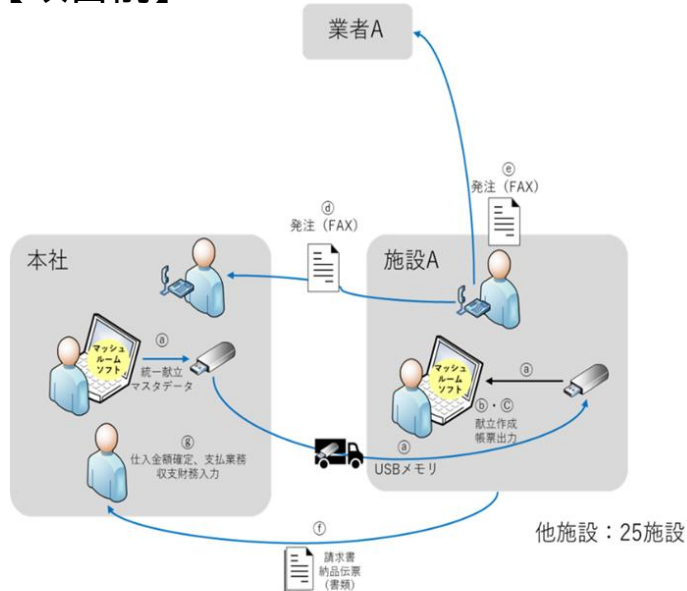 業者A
ⓔ
発注（FAX）
ⓓ
発注（FAX）
本社
施設A
マッシュ
ルーム
ソフト
ⓐ
統一献立
マスタデータ
マッシュ
ルーム
ソフト
ⓐ
ⓑ・Ⓒ
献立作成
帳票出力
ⓖ
仕入金額確定、支払業務
収支財務入力
ⓐ
USBメモリ
ⓕ
請求書
納品伝票
（書類）
他施設：25施設